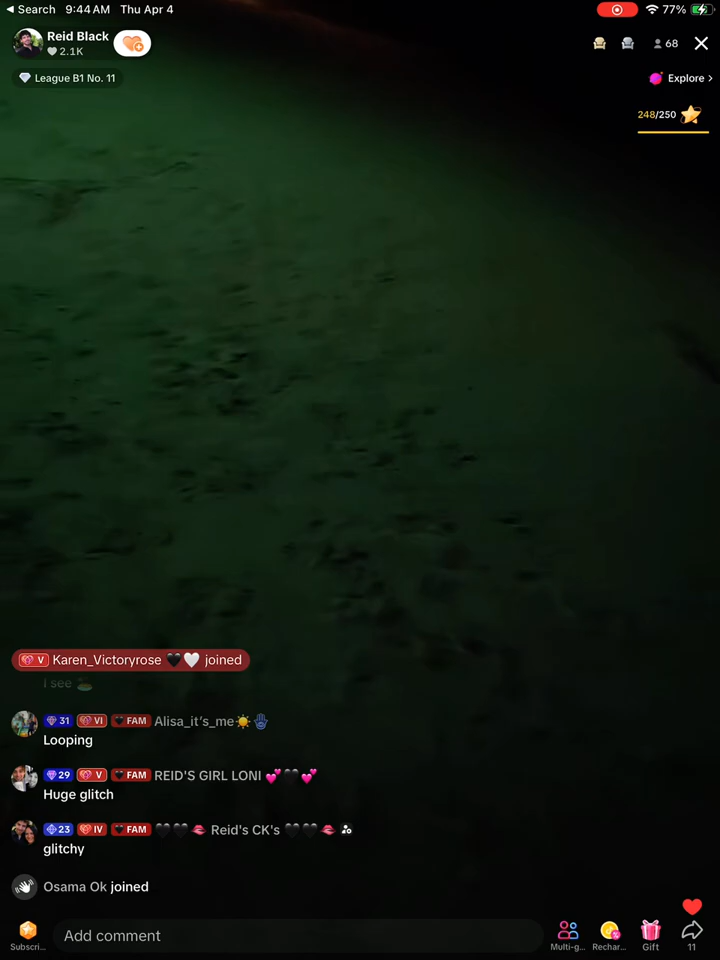 Search 9:44 AM Thu Apr 4 77%
Reid Black
2.1K
68
League B1 No. 11
Explore
248/250
V Karen_Victoryrose 🖤🤍 joined
I see 🏝️
31 VI 🖤 FAM Alisa_it's_me☀️🪬
Looping
29 V 🖤 FAM REID'S GIRL LONI 💕🖤💕
Huge glitch
23 IV 🖤 FAM 🖤🖤🫦 Reid's CK's 🖤🖤🫦
glitchy
Osama Ok joined
Add comment
Subscri... Multi-g... Rechar... Gift 11